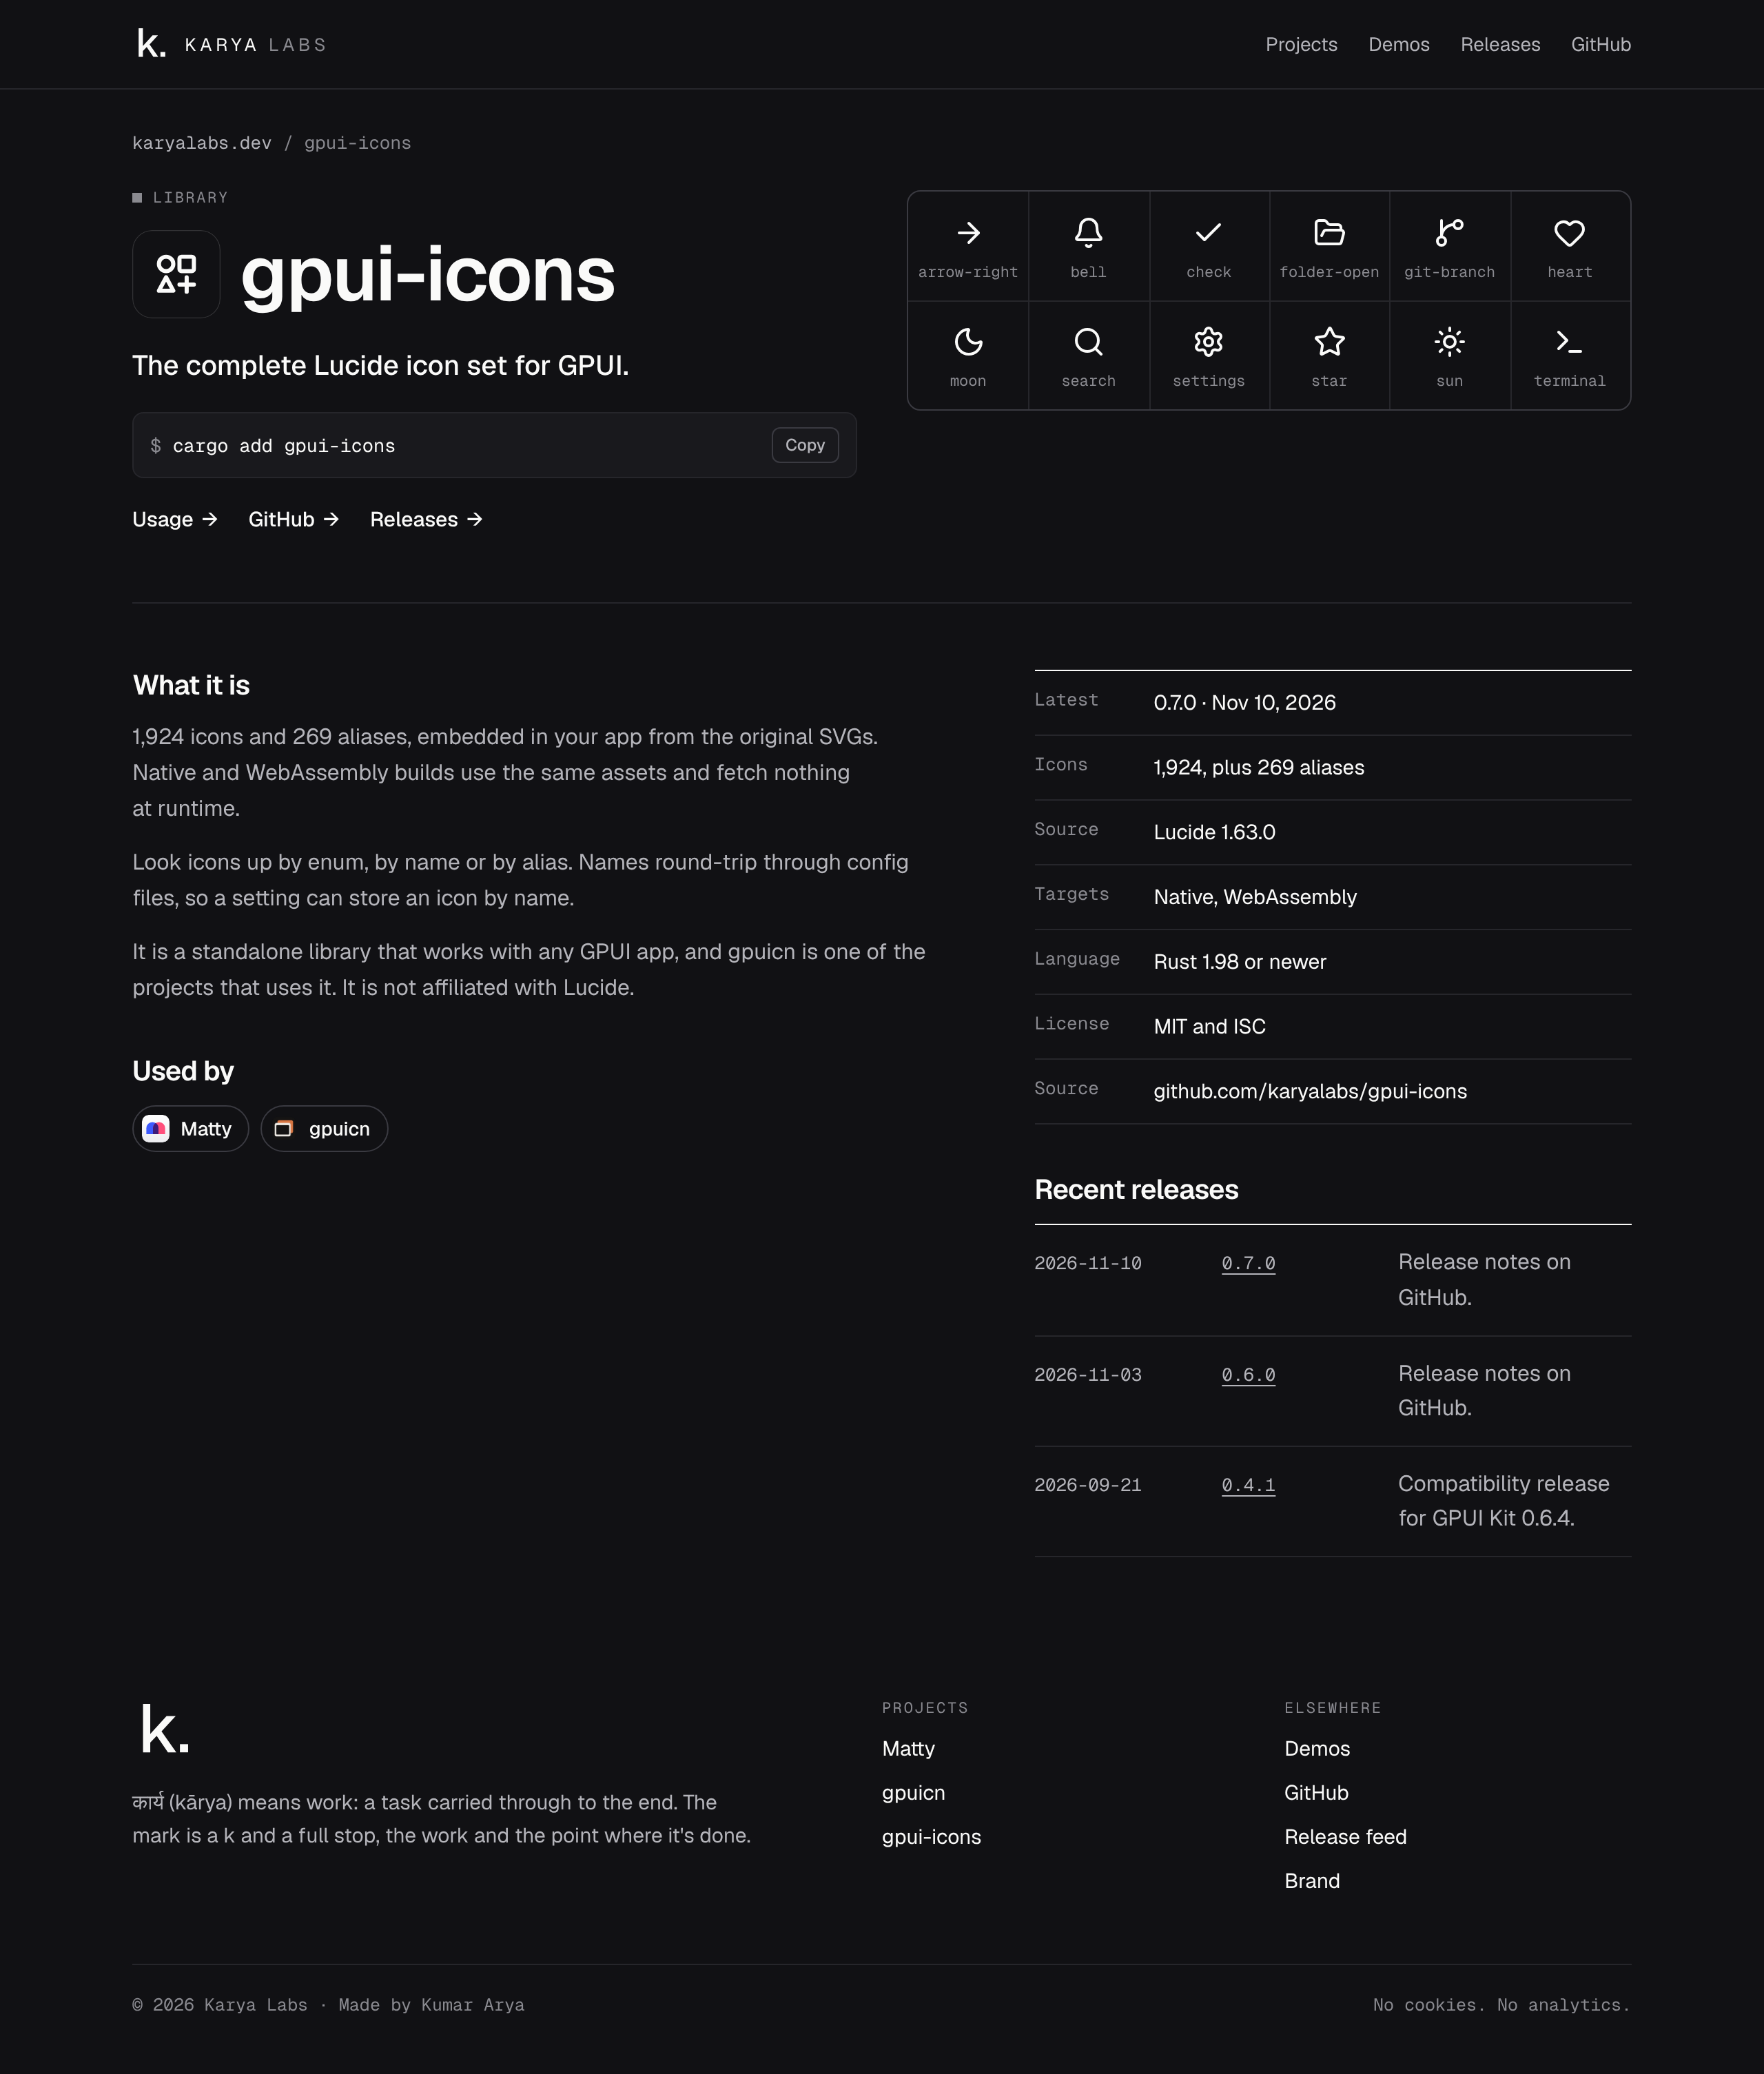 k. KARYA LABS
Projects Demos Releases GitHub
karyalabs.dev / gpui-icons
LIBRARY
gpui-icons
The complete Lucide icon set for GPUI.
$ cargo add gpui-icons
Copy
Usage → GitHub → Releases →
arrow-right bell check folder-open git-branch heart
moon search settings star sun terminal
What it is
1,924 icons and 269 aliases, embedded in your app from the original SVGs.
Native and WebAssembly builds use the same assets and fetch nothing
at runtime.
Look icons up by enum, by name or by alias. Names round-trip through config
files, so a setting can store an icon by name.
It is a standalone library that works with any GPUI app, and gpuicn is one of the
projects that uses it. It is not affiliated with Lucide.
Used by
Matty gpuicn
Latest 0.7.0 · Nov 10, 2026
Icons 1,924, plus 269 aliases
Source Lucide 1.63.0
Targets Native, WebAssembly
Language Rust 1.98 or newer
License MIT and ISC
Source github.com/karyalabs/gpui-icons
Recent releases
2026-11-10 0.7.0 Release notes on
GitHub.
2026-11-03 0.6.0 Release notes on
GitHub.
2026-09-21 0.4.1 Compatibility release
for GPUI Kit 0.6.4.
k.
कार्य (kārya) means work: a task carried through to the end. The
mark is a k and a full stop, the work and the point where it's done.
PROJECTS
Matty
gpuicn
gpui-icons
ELSEWHERE
Demos
GitHub
Release feed
Brand
© 2026 Karya Labs · Made by Kumar Arya
No cookies. No analytics.